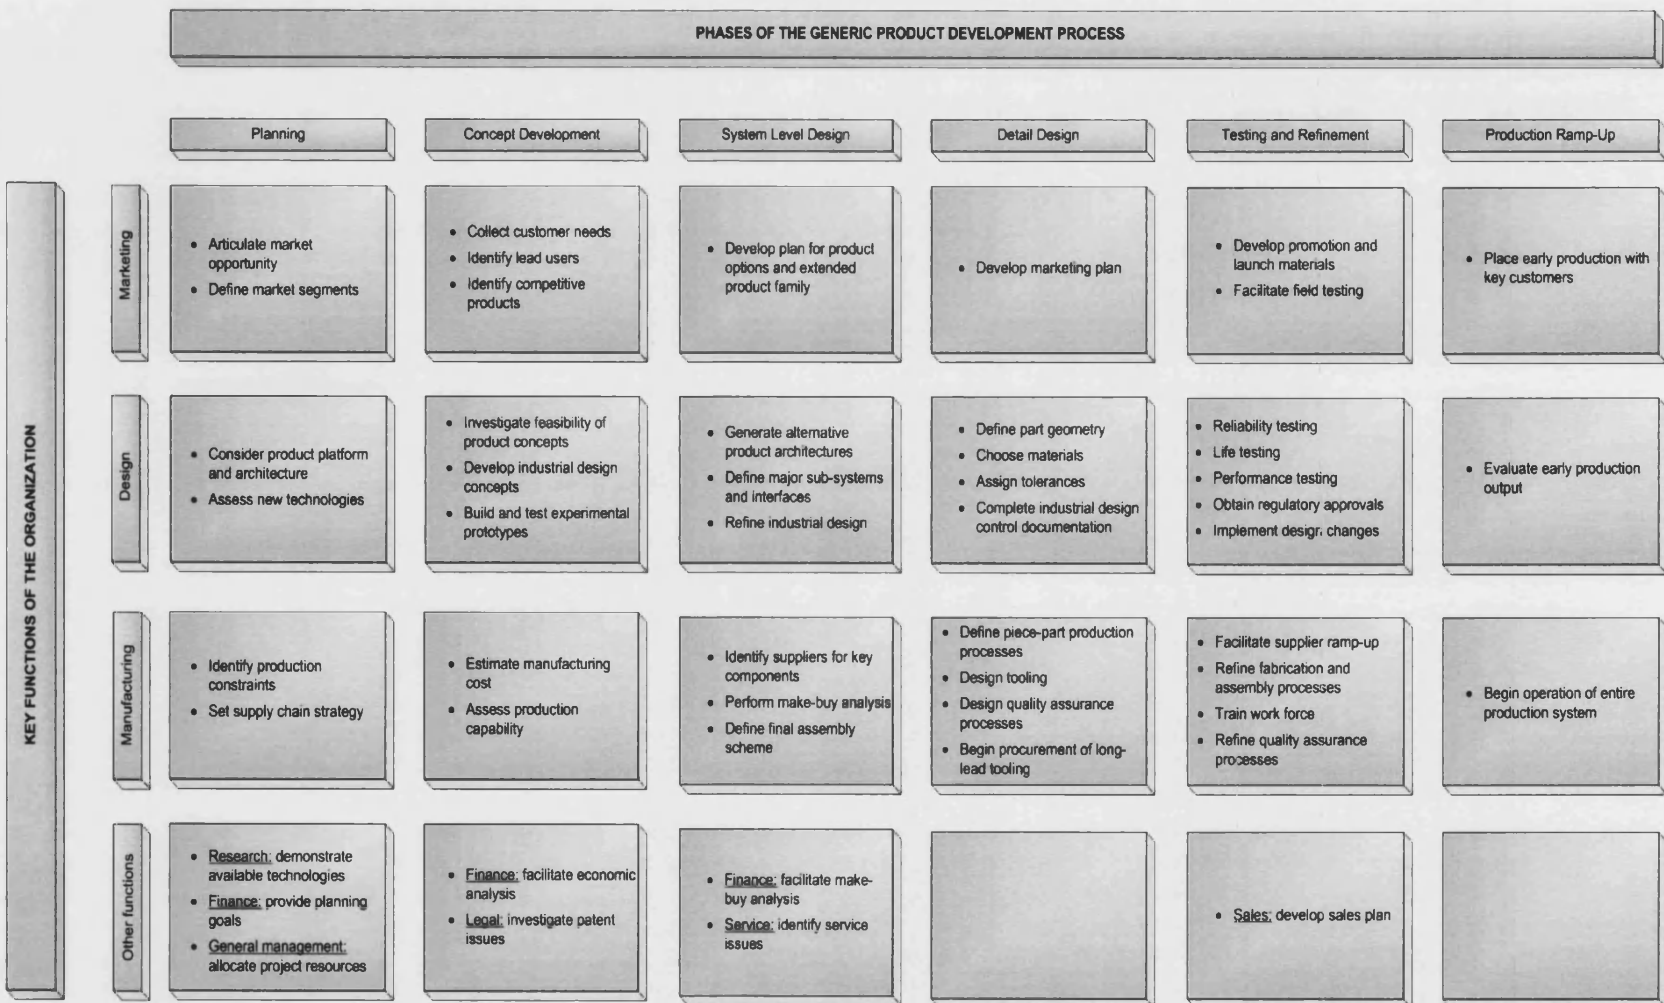 PHASES OF THE GENERIC PRODUCT DEVELOPMENT PROCESS
Planning
Concept Development
System Level Design
Detail Design
Testing and Refinement
Production Ramp-Up
KEY FUNCTIONS OF THE ORGANIZATION
Marketing
• Articulate market
opportunity
• Define market segments
• Collect customer needs
• Identify lead users
• Identify competitive
products
• Develop plan for product
options and extended
product family
• Develop marketing plan
• Develop promotion and
launch materials
• Facilitate field testing
• Place early production with
key customers
Design
• Consider product platform
and architecture
• Assess new technologies
• Investigate feasibility of
product concepts
• Develop industrial design
concepts
• Build and test experimental
prototypes
• Generate alternative
product architectures
• Define major sub-systems
and interfaces
• Refine industrial design
• Define part geometry
• Choose materials
• Assign tolerances
• Complete industrial design
control documentation
• Reliability testing
• Life testing
• Performance testing
• Obtain regulatory approvals
• Implement design changes
• Evaluate early production
output
Manufacturing
• Identify production
constraints
• Set supply chain strategy
• Estimate manufacturing
cost
• Assess production
capability
• Identify suppliers for key
components
• Perform make-buy analysis
• Define final assembly
scheme
• Define piece-part production
processes
• Design tooling
• Design quality assurance
processes
• Begin procurement of long-
lead tooling
• Facilitate supplier ramp-up
• Refine fabrication and
assembly processes
• Train work force
• Refine quality assurance
processes
• Begin operation of entire
production system
Other functions
• Research: demonstrate
available technologies
• Finance: provide planning
goals
• General management:
allocate project resources
• Finance: facilitate economic
analysis
• Legal: investigate patent
issues
• Finance: facilitate make-
buy analysis
• Service: identify service
issues
• Sales: develop sales plan